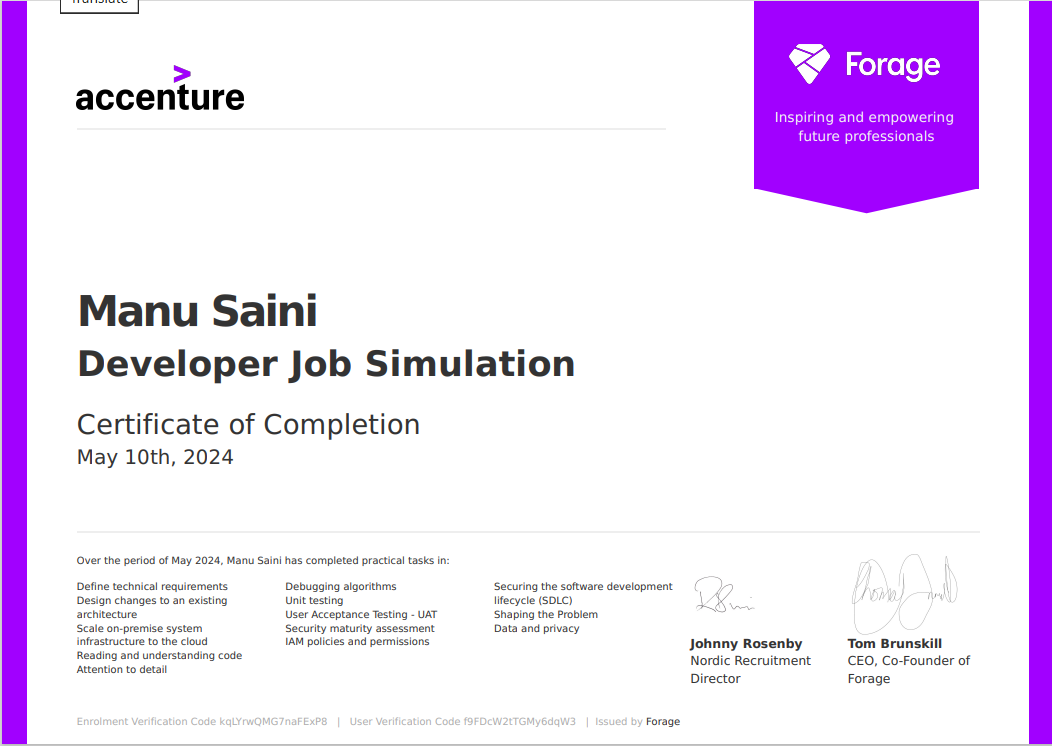 Translate
accenture
Forage
Inspiring and empowering
future professionals
Manu Saini
Developer Job Simulation
Certificate of Completion
May 10th, 2024
Over the period of May 2024, Manu Saini has completed practical tasks in:
Define technical requirements
Design changes to an existing
architecture
Scale on-premise system
infrastructure to the cloud
Reading and understanding code
Attention to detail
Debugging algorithms
Unit testing
User Acceptance Testing - UAT
Security maturity assessment
IAM policies and permissions
Securing the software development
lifecycle (SDLC)
Shaping the Problem
Data and privacy
Johnny Rosenby
Nordic Recruitment
Director
Tom Brunskill
CEO, Co-Founder of
Forage
Enrolment Verification Code kqLYrwQMG7naFExP8 | User Verification Code f9FDcW2tTGMy6dqW3 | Issued by Forage